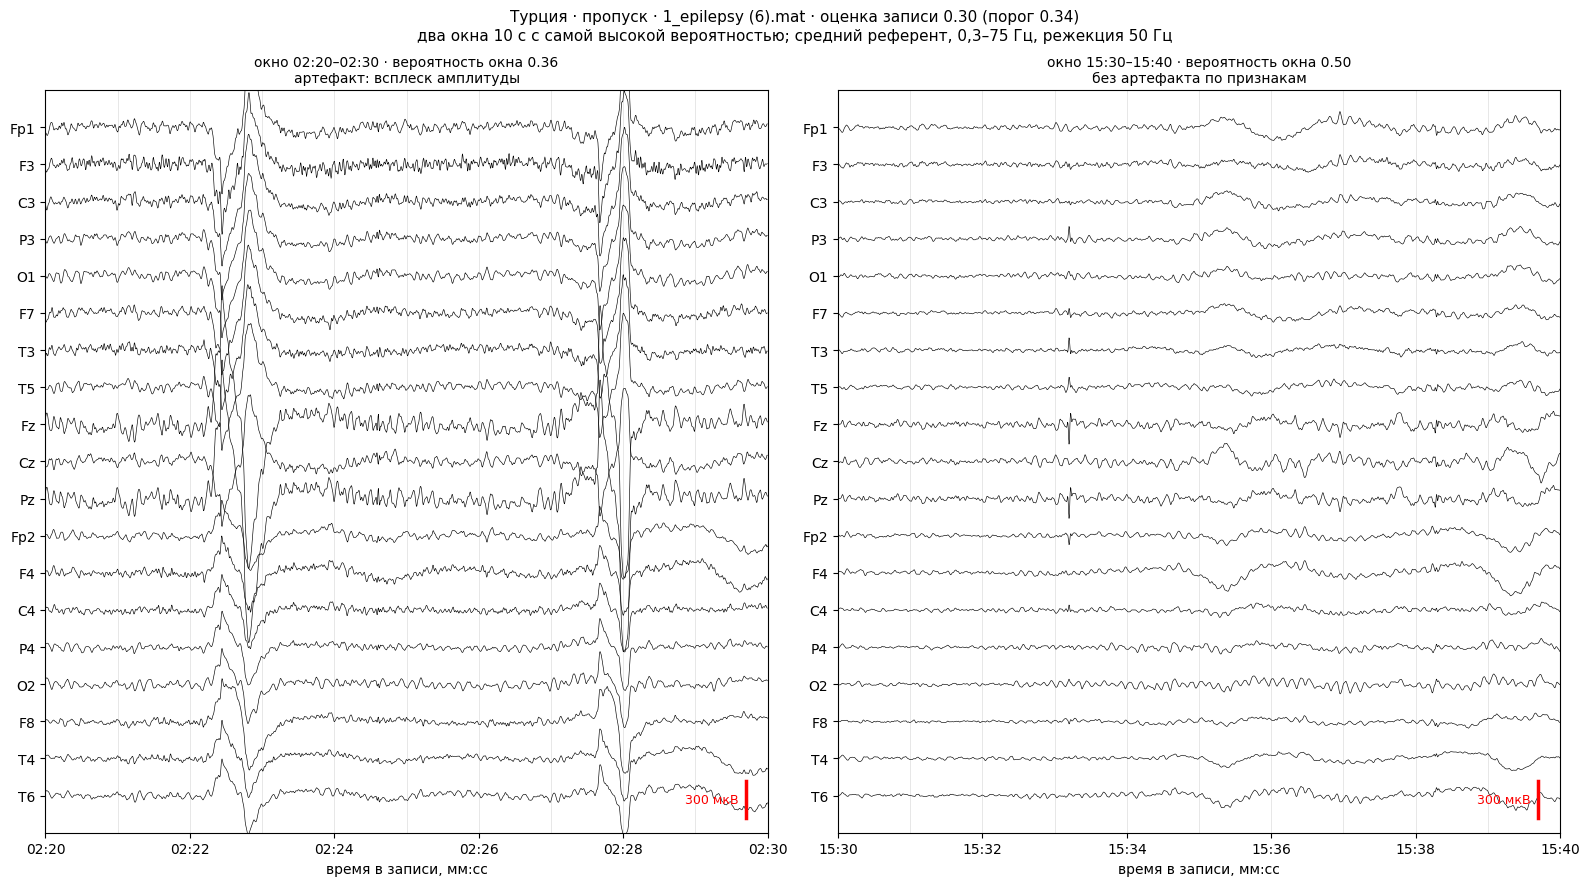 Турция · пропуск · 1_epilepsy (6).mat · оценка записи 0.30 (порог 0.34)
два окна 10 с с самой высокой вероятностью; средний референт, 0,3–75 Гц, режекция 50 Гц
окно 02:20–02:30 · вероятность окна 0.36
артефакт: всплеск амплитуды
Fp1
F3
C3
P3
O1
F7
T3
T5
Fz
Cz
Pz
Fp2
F4
C4
P4
O2
F8
T4
T6
300 мкВ
02:20 02:22 02:24 02:26 02:28 02:30
время в записи, мм:сс
окно 15:30–15:40 · вероятность окна 0.50
без артефакта по признакам
Fp1
F3
C3
P3
O1
F7
T3
T5
Fz
Cz
Pz
Fp2
F4
C4
P4
O2
F8
T4
T6
300 мкВ
15:30 15:32 15:34 15:36 15:38 15:40
время в записи, мм:сс